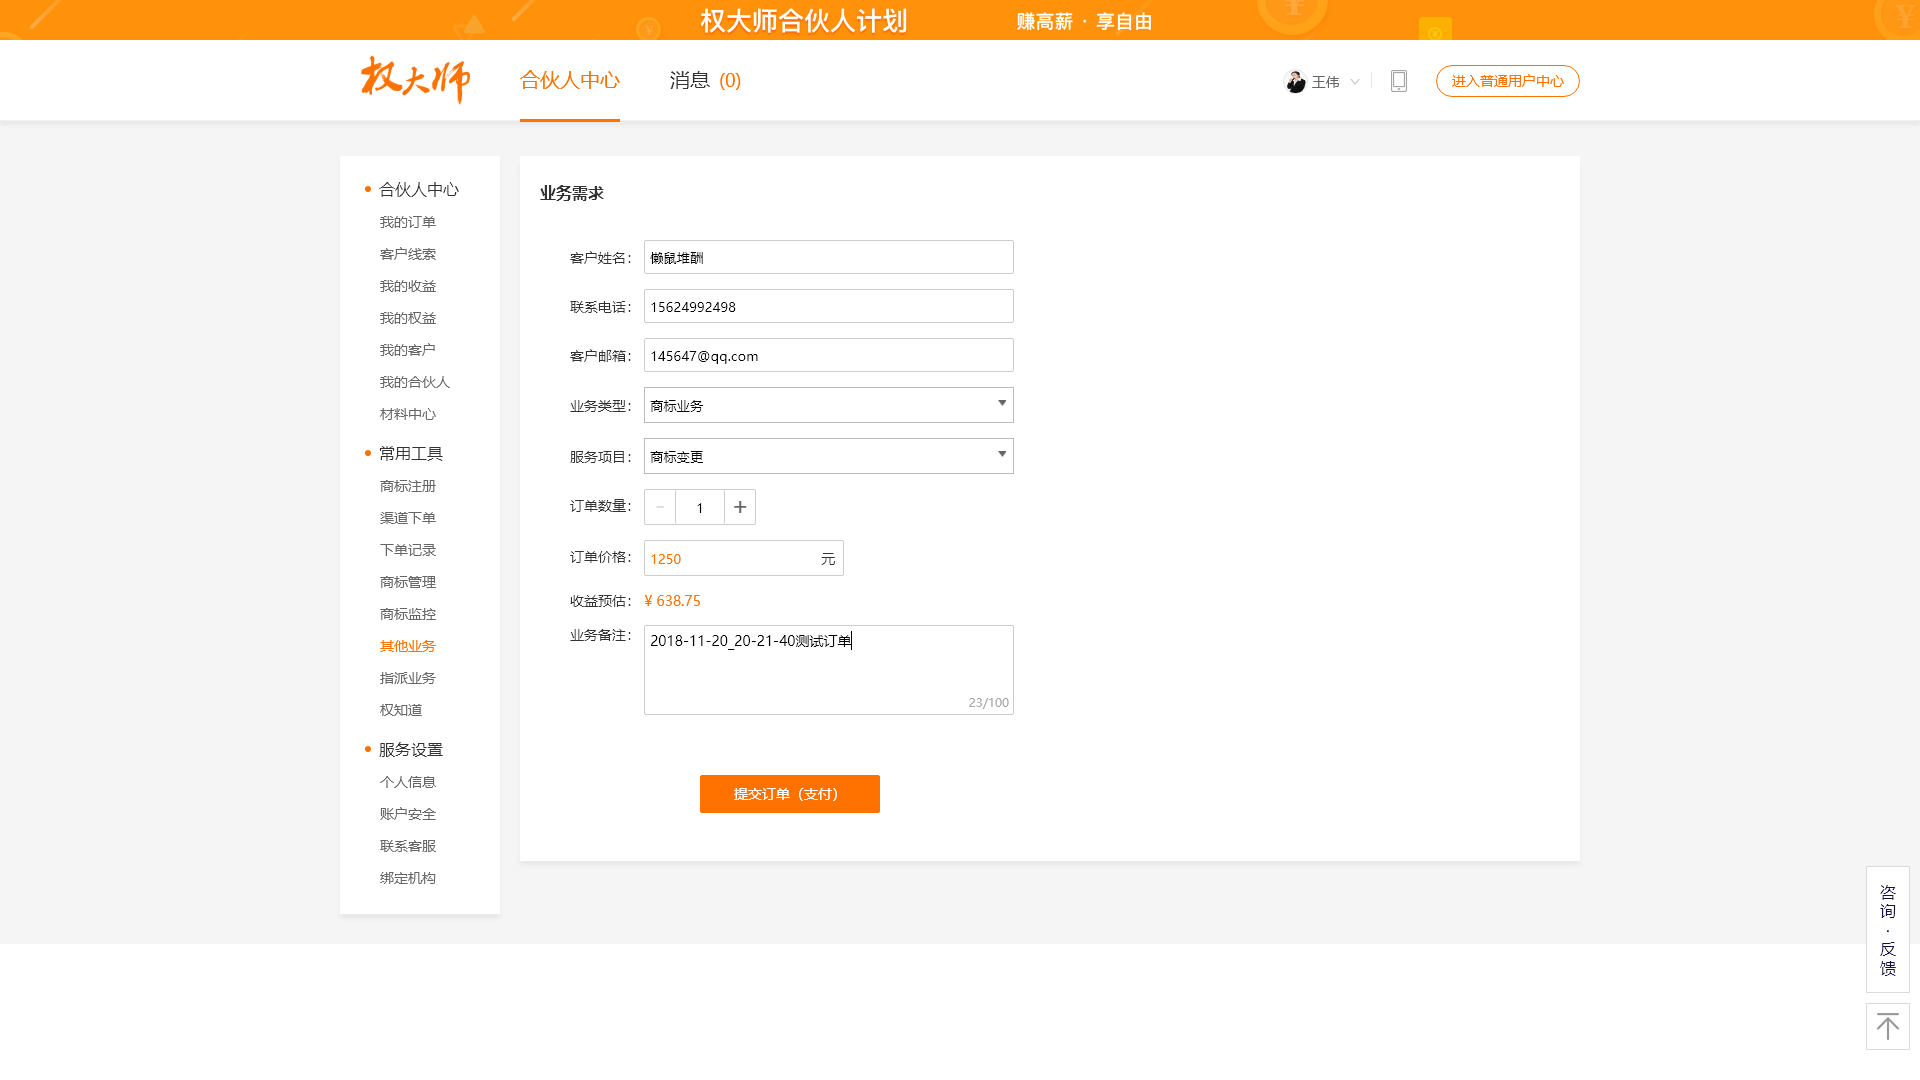 权大师合伙人计划 赚高薪 · 享自由
权大师 合伙人中心 消息 (0) 王伟 进入普通用户中心
合伙人中心
我的订单
客户线索
我的收益
我的权益
我的客户
我的合伙人
材料中心
常用工具
商标注册
渠道下单
下单记录
商标管理
商标监控
其他业务
指派业务
权知道
服务设置
个人信息
账户安全
联系客服
绑定机构
业务需求
客户姓名： 懒鼠堆酬
联系电话： 15624992498
客户邮箱： 145647@qq.com
业务类型： 商标业务
服务项目： 商标变更
订单数量： － 1 +
订单价格： 1250 元
收益预估： ¥ 638.75
业务备注： 2018-11-20_20-21-40测试订单
23/100
提交订单（支付）
咨询·反馈